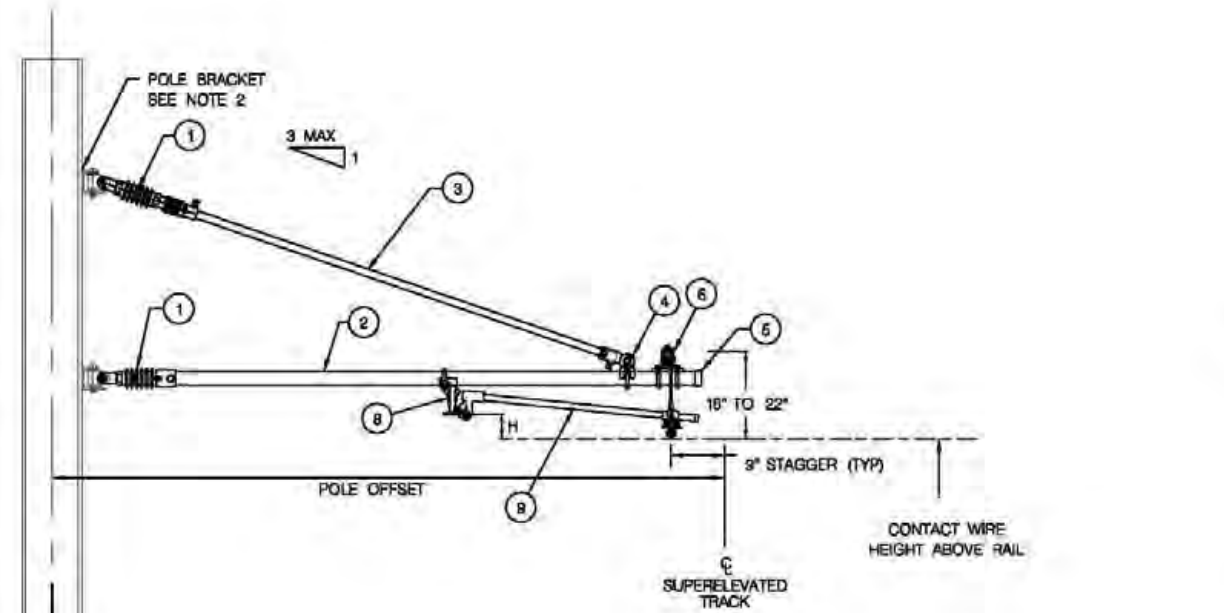 POLE BRACKET
SEE NOTE 2
1
3 MAX
1
3
1
2
4
6
5
16" TO 22"
8
H
9" STAGGER (TYP)
POLE OFFSET
9
CONTACT WIRE
HEIGHT ABOVE RAIL
℄
SUPERELEVATED
TRACK